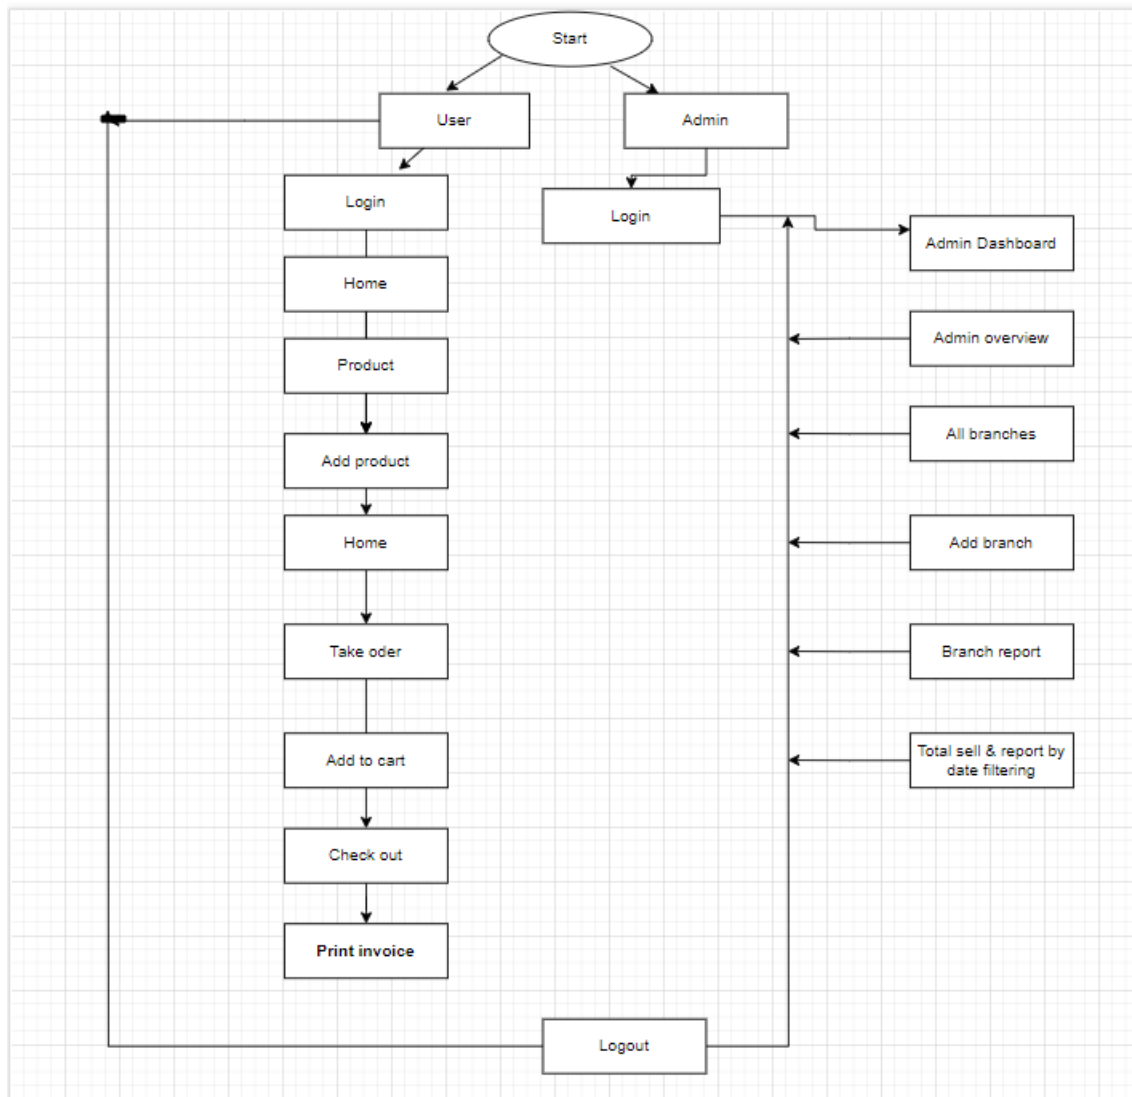 Start
User
Admin
Login
Login
Admin Dashboard
Home
Admin overview
Product
All branches
Add product
Home
Add branch
Take oder
Branch report
Add to cart
Total sell & report by
date filtering
Check out
Print invoice
Logout